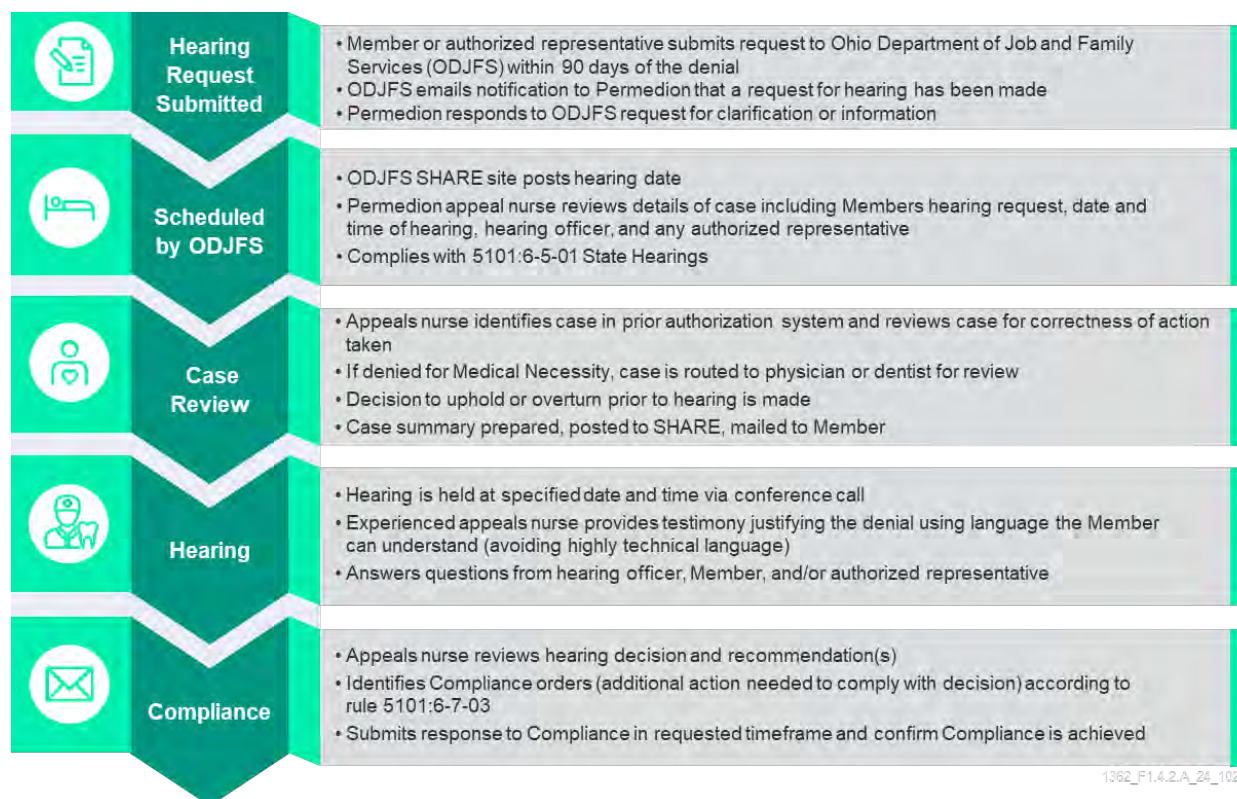 Hearing
Request
Submitted
• Member or authorized representative submits request to Ohio Department of Job and Family
Services (ODJFS) within 90 days of the denial
• ODJFS emails notification to Permedion that a request for hearing has been made
• Permedion responds to ODJFS request for clarification or information
Scheduled
by ODJFS
• ODJFS SHARE site posts hearing date
• Permedion appeal nurse reviews details of case including Members hearing request, date and
time of hearing, hearing officer, and any authorized representative
• Complies with 5101:6-5-01 State Hearings
Case
Review
• Appeals nurse identifies case in prior authorization system and reviews case for correctness of action
taken
• If denied for Medical Necessity, case is routed to physician or dentist for review
• Decision to uphold or overturn prior to hearing is made
• Case summary prepared, posted to SHARE, mailed to Member
Hearing
• Hearing is held at specified date and time via conference call
• Experienced appeals nurse provides testimony justifying the denial using language the Member
can understand (avoiding highly technical language)
• Answers questions from hearing officer, Member, and/or authorized representative
Compliance
• Appeals nurse reviews hearing decision and recommendation(s)
• Identifies Compliance orders (additional action needed to comply with decision) according to
rule 5101:6-7-03
• Submits response to Compliance in requested timeframe and confirm Compliance is achieved
1362_F1.4.2.A_24_102